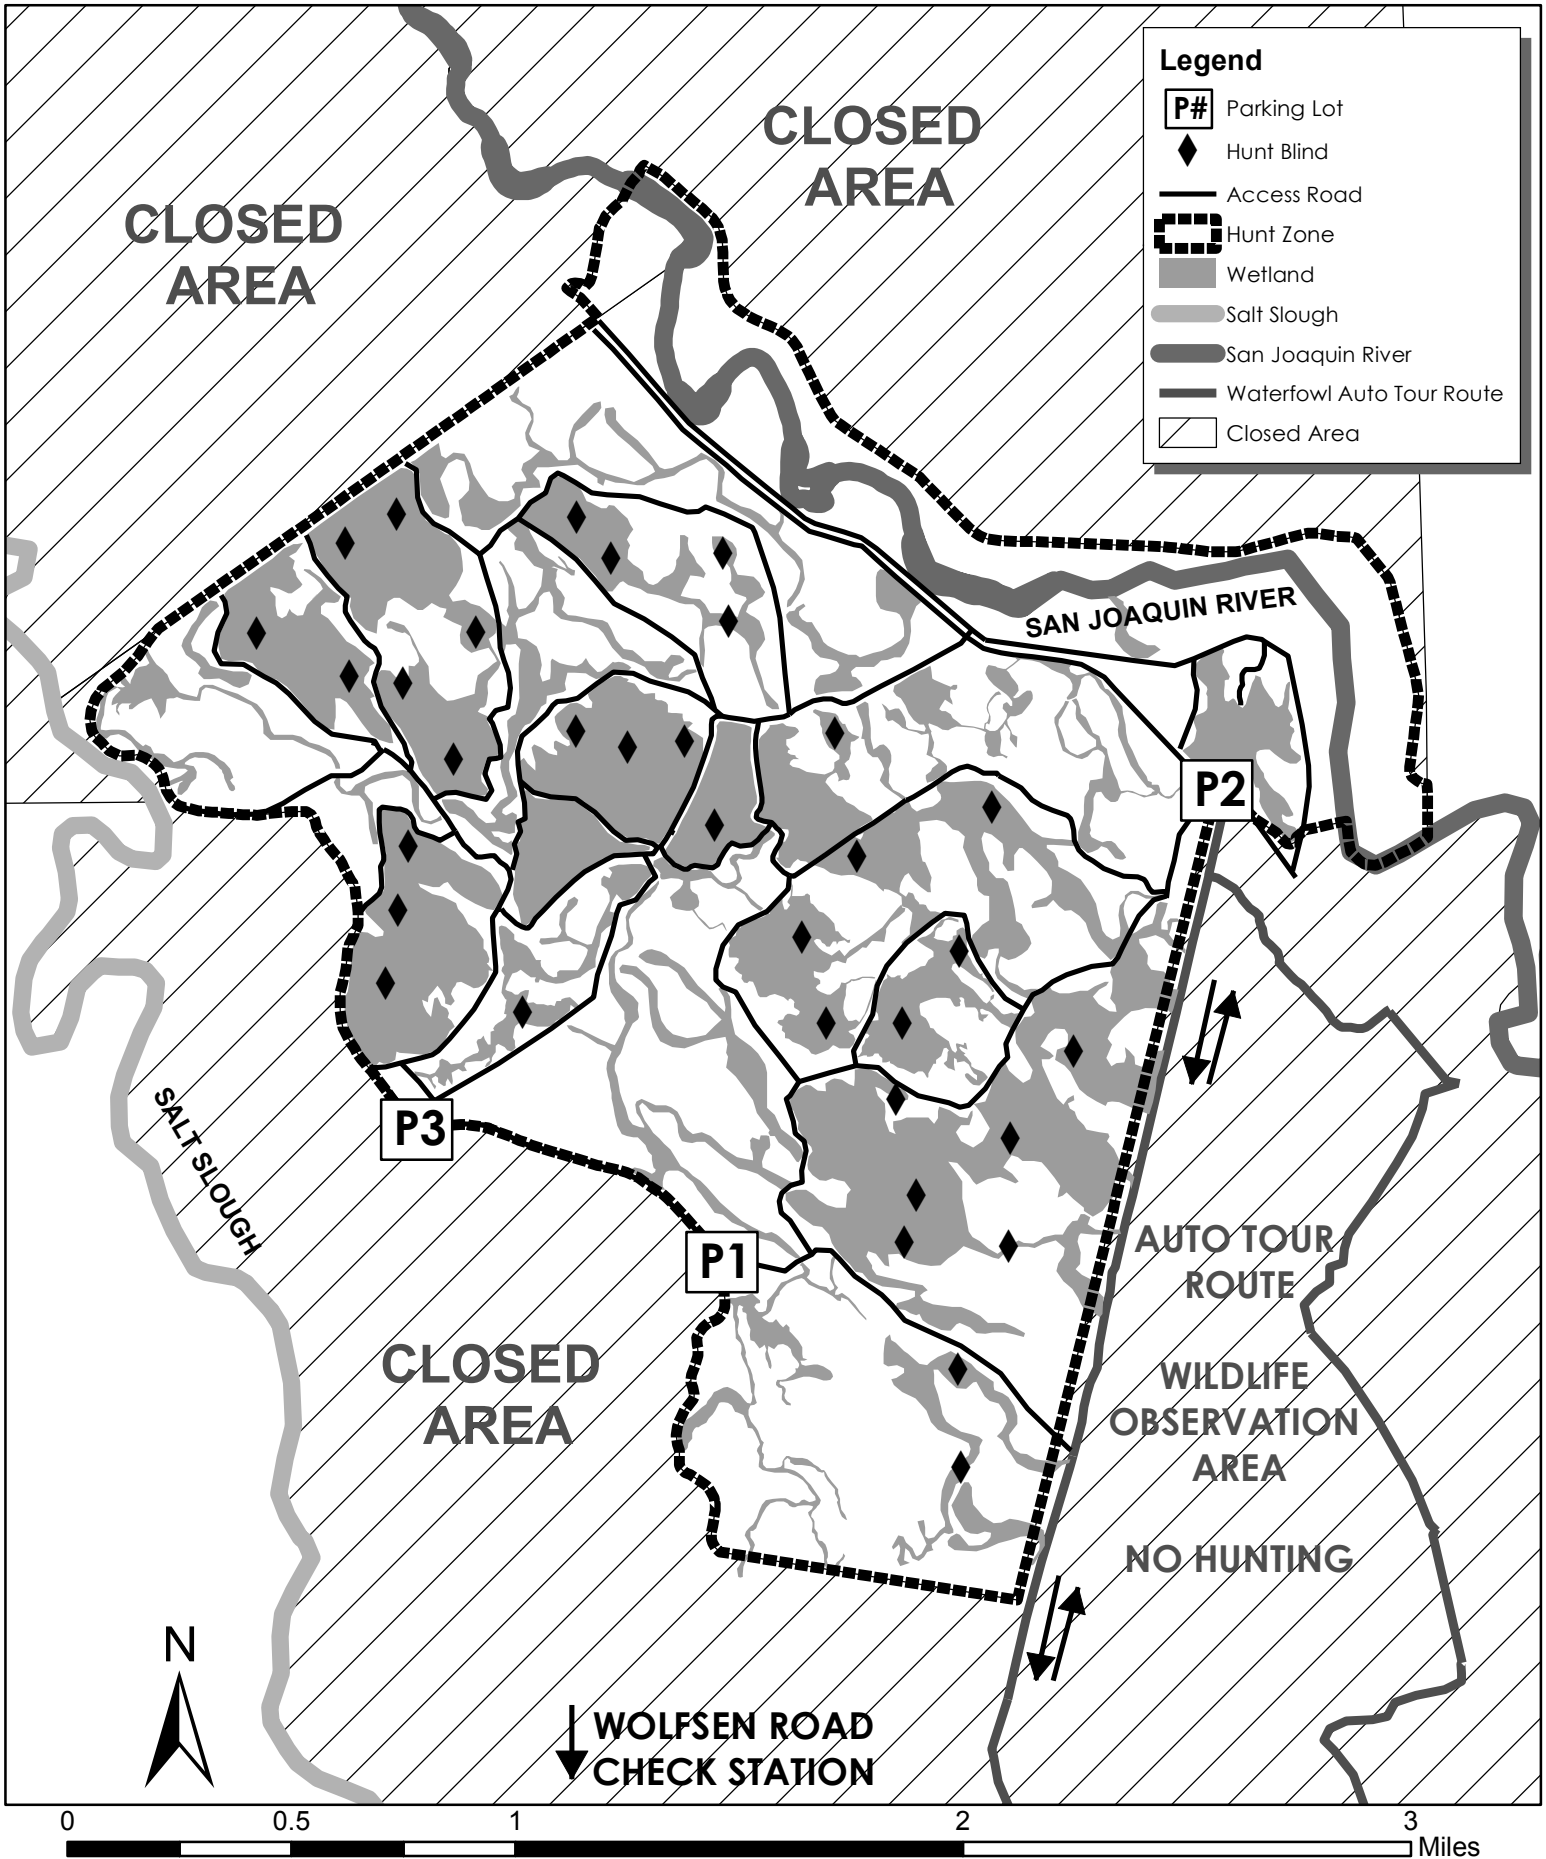 Legend
P# Parking Lot
Hunt Blind
Access Road
Hunt Zone
Wetland
Salt Slough
San Joaquin River
Waterfowl Auto Tour Route
Closed Area
CLOSED
AREA
CLOSED
AREA
SAN JOAQUIN RIVER
P2
P3
SALT SLOUGH
P1
AUTO TOUR
ROUTE
CLOSED
AREA
WILDLIFE
OBSERVATION
AREA
NO HUNTING
N
WOLFSEN ROAD
CHECK STATION
0 0.5 1 2 3
Miles